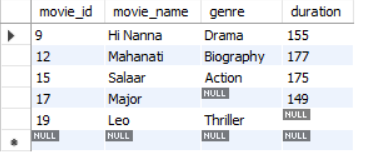 movie_id movie_name genre duration
9 Hi Nanna Drama 155
12 Mahanati Biography 177
15 Salaar Action 175
17 Major NULL 149
19 Leo Thriller NULL
NULL NULL NULL NULL